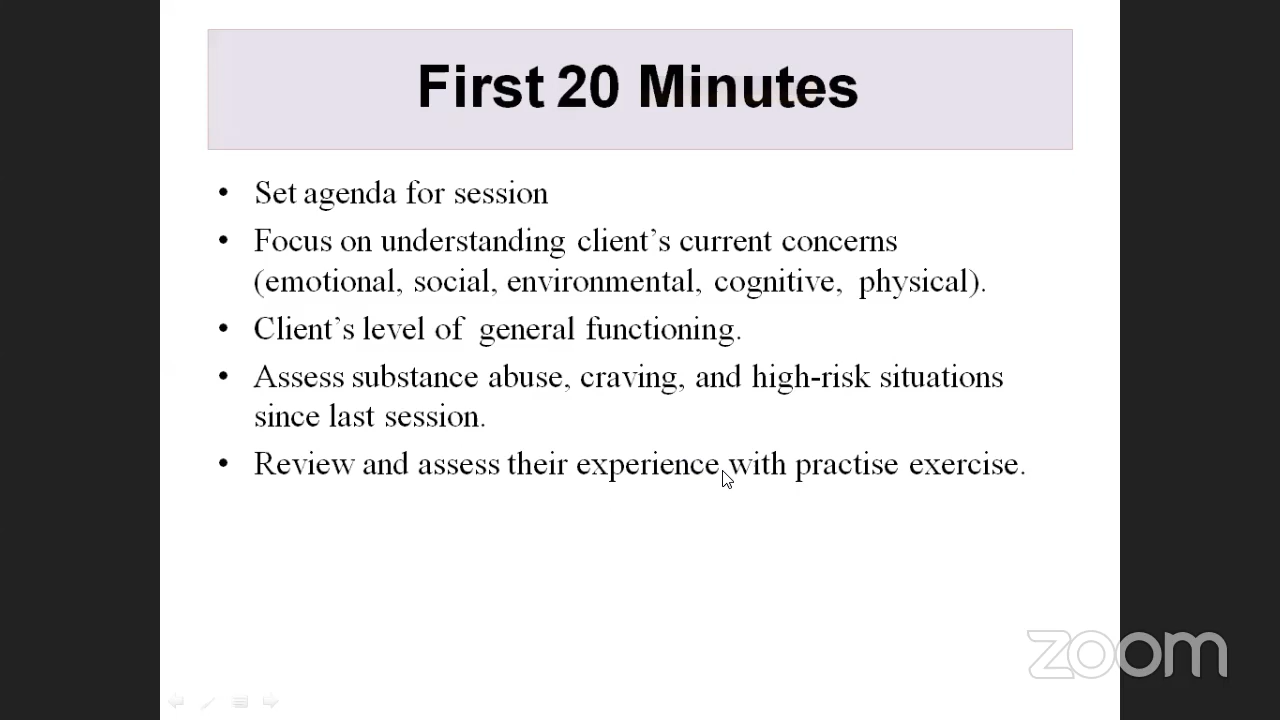 First 20 Minutes
• Set agenda for session
• Focus on understanding client's current concerns
(emotional, social, environmental, cognitive, physical).
• Client's level of general functioning.
• Assess substance abuse, craving, and high-risk situations
since last session.
• Review and assess their experience with practise exercise.
zoom